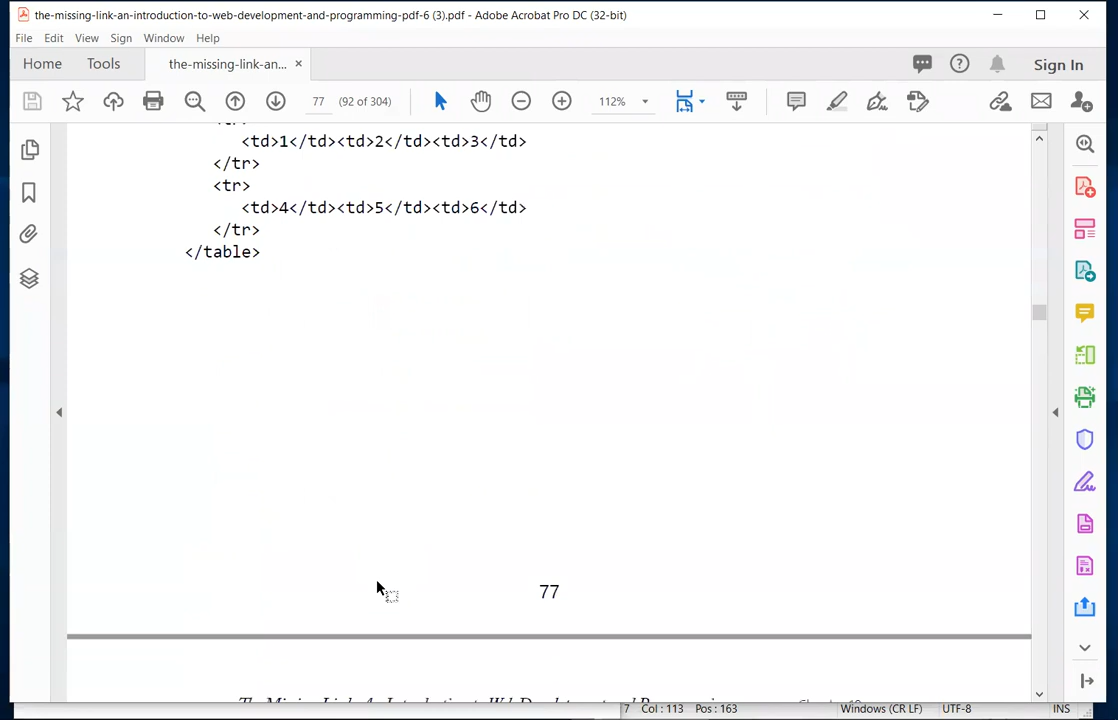 the-missing-link-an-introduction-to-web-development-and-programming-pdf-6 (3).pdf - Adobe Acrobat Pro DC (32-bit)
File Edit View Sign Window Help
Home Tools the-missing-link-an... × Sign In
77 (92 of 304) 112%
<td>1</td><td>2</td><td>3</td>
</tr>
<tr>
<td>4</td><td>5</td><td>6</td>
</tr>
</table>
77
7 Col : 113 Pos : 163 Windows (CR LF) UTF-8 INS